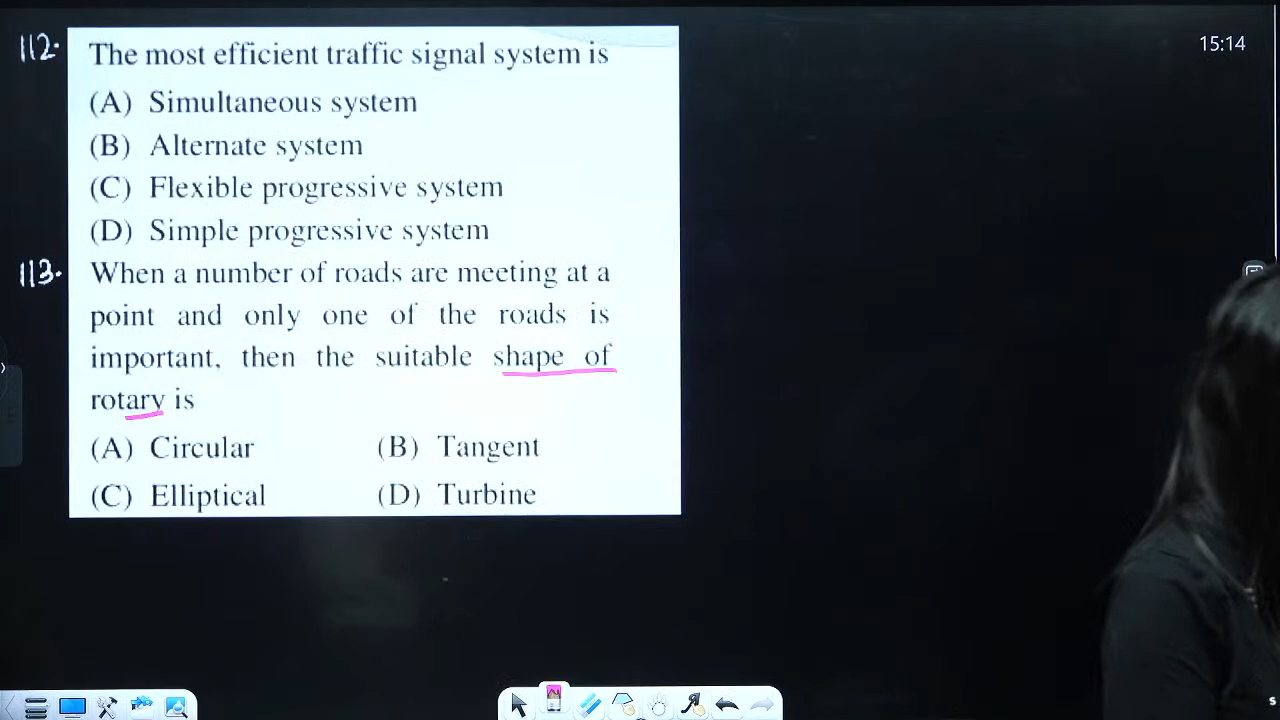 15:14
112. The most efficient traffic signal system is
(A) Simultaneous system
(B) Alternate system
(C) Flexible progressive system
(D) Simple progressive system
113. When a number of roads are meeting at a
point and only one of the roads is
important, then the suitable shape of
rotary is
(A) Circular (B) Tangent
(C) Elliptical (D) Turbine
s